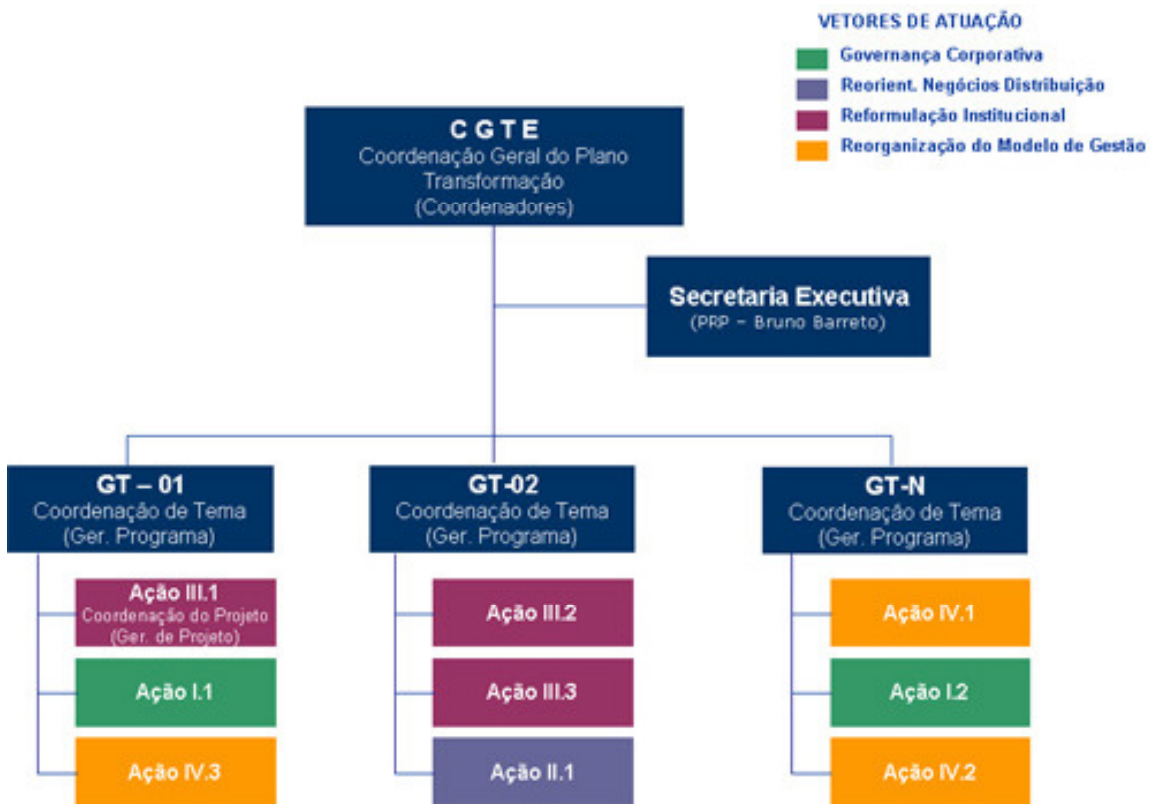 VETORES DE ATUAÇÃO
Governança Corporativa
Reorient. Negócios Distribuição
Reformulação Institucional
Reorganização do Modelo de Gestão
CGTE
Coordenação Geral do Plano
Transformação
(Coordenadores)
Secretaria Executiva
(PRP – Bruno Barreto)
GT – 01
Coordenação de Tema
(Ger. Programa)
Ação III.1
Coordenação do Projeto
(Ger. de Projeto)
Ação I.1
Ação IV.3
GT-02
Coordenação de Tema
(Ger. Programa)
Ação III.2
Ação III.3
Ação II.1
GT-N
Coordenação de Tema
(Ger. Programa)
Ação IV.1
Ação I.2
Ação IV.2